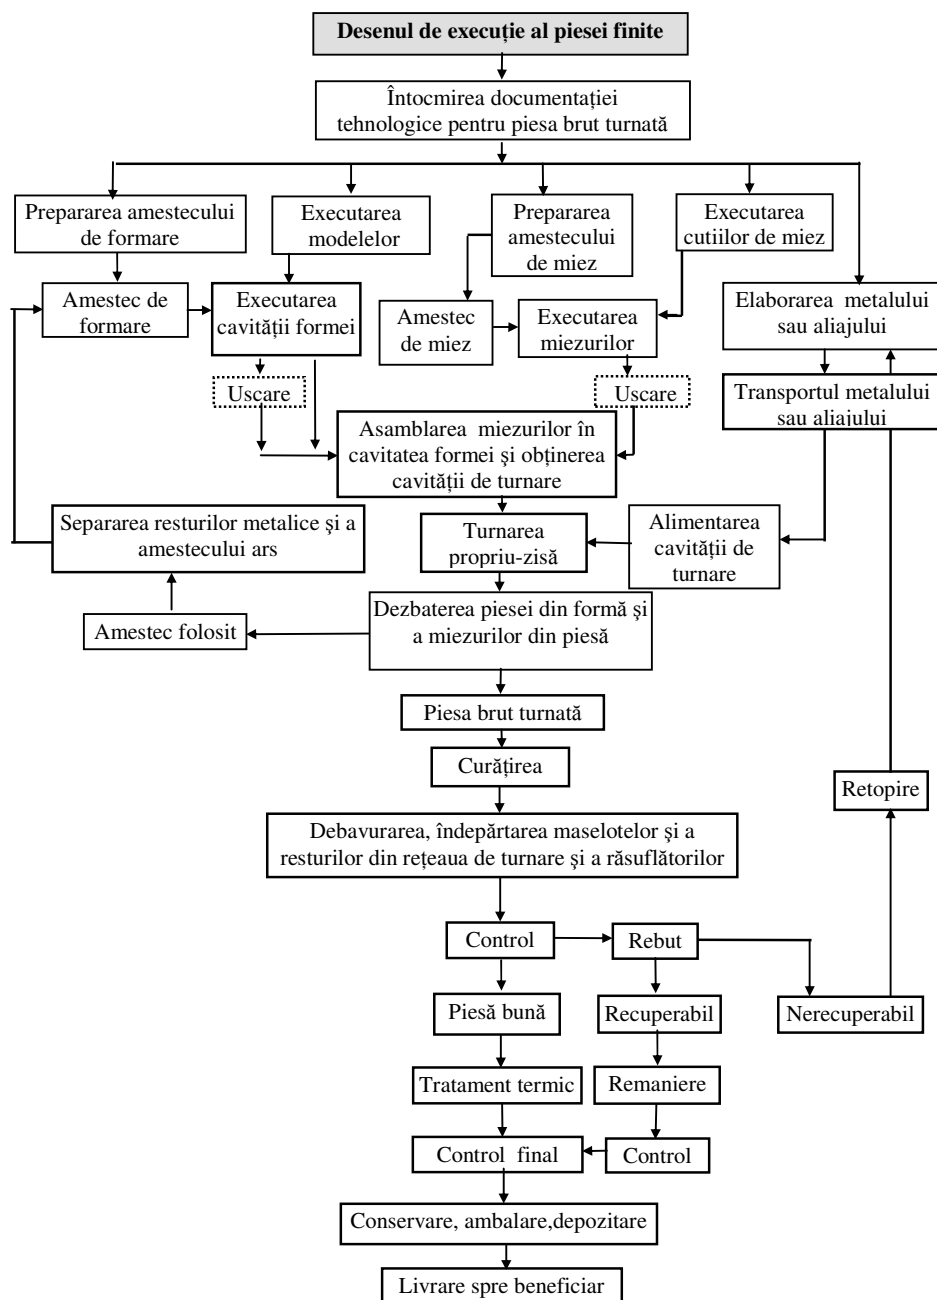 Desenul de execuție al piesei finite
Întocmirea documentației
tehnologice pentru piesa brut turnată
Prepararea amestecului
de formare
Executarea
modelelor
Prepararea
amestecului
de miez
Executarea
cutiilor de miez
Amestec de
formare
Executarea
cavității formei
Amestec
de miez
Executarea
miezurilor
Elaborarea metalului
sau aliajului
Uscare
Uscare
Transportul metalului
sau aliajului
Asamblarea miezurilor în
cavitatea formei şi obținerea
cavității de turnare
Separarea resturilor metalice şi a
amestecului ars
Turnarea
propriu-zisă
Alimentarea
cavității de
turnare
Amestec folosit
Dezbaterea piesei din formă şi
a miezurilor din piesă
Piesa brut turnată
Curățirea
Retopire
Debavurarea, îndepărtarea maselotelor şi a
resturilor din rețeaua de turnare şi a răsuflătorilor
Control
Rebut
Piesă bună
Recuperabil
Nerecuperabil
Tratament termic
Remaniere
Control final
Control
Conservare, ambalare,depozitare
Livrare spre beneficiar